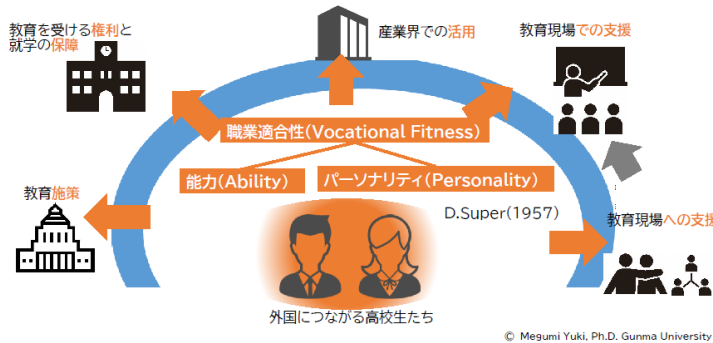 教育を受ける権利と
就学の保障
産業界での活用
教育現場での支援
職業適合性(Vocational Fitness)
能力(Ability)
パーソナリティ(Personality)
教育施策
D.Super(1957)
教育現場への支援
外国につながる高校生たち
© Megumi Yuki, Ph.D. Gunma University